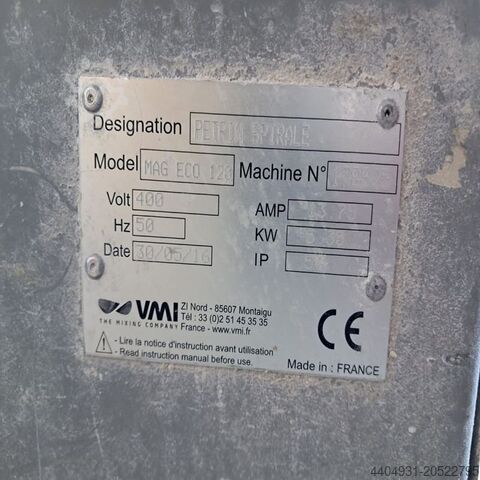 Designation PETRIN SPIRALE
Model MAG ECO 120 Machine N°
Volt 400 AMP
Hz 50 KW
Date 30/05/16 IP
VMI
THE MIXING COMPANY
ZI Nord - 85607 Montaigu
Tél : 33 (0)2 51 45 35 35
France - www.vmi.fr
CE
- Lire la notice d'instruction avant utilisation
- Read instruction manual before use.
Made in : FRANCE
4404931-20522795